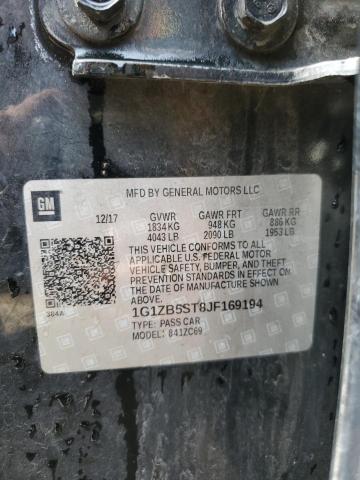 MFD BY GENERAL MOTORS LLC
GM
12/17 GVWR GAWR FRT GAWR RR
1834 KG 948 KG 886 KG
4043 LB 2090 LB 1953 LB
THIS VEHICLE CONFORMS TO ALL
APPLICABLE U.S. FEDERAL MOTOR
VEHICLE SAFETY, BUMPER, AND THEFT
PREVENTION STANDARDS IN EFFECT ON
THE DATE OF MANUFACTURE SHOWN
ABOVE.
384A
1G1ZB5ST8JF169194
TYPE: PASS CAR
MODEL: 841ZC69